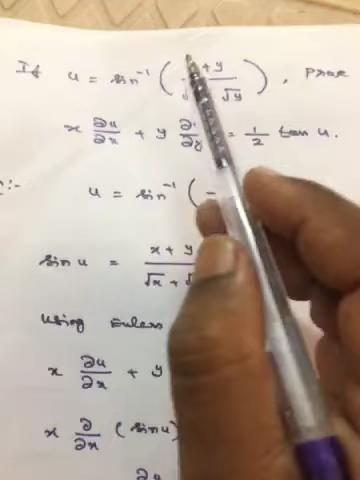 If u = sin⁻¹ ( + y / √y ), Prove
x ∂u/∂x + y ∂ = 1/2 tan u.
:-
u = sin⁻¹ (
sin u = x + y / √x + √
using Eulers
x ∂u/∂x + y
x ∂/∂x (sin u)
∂u